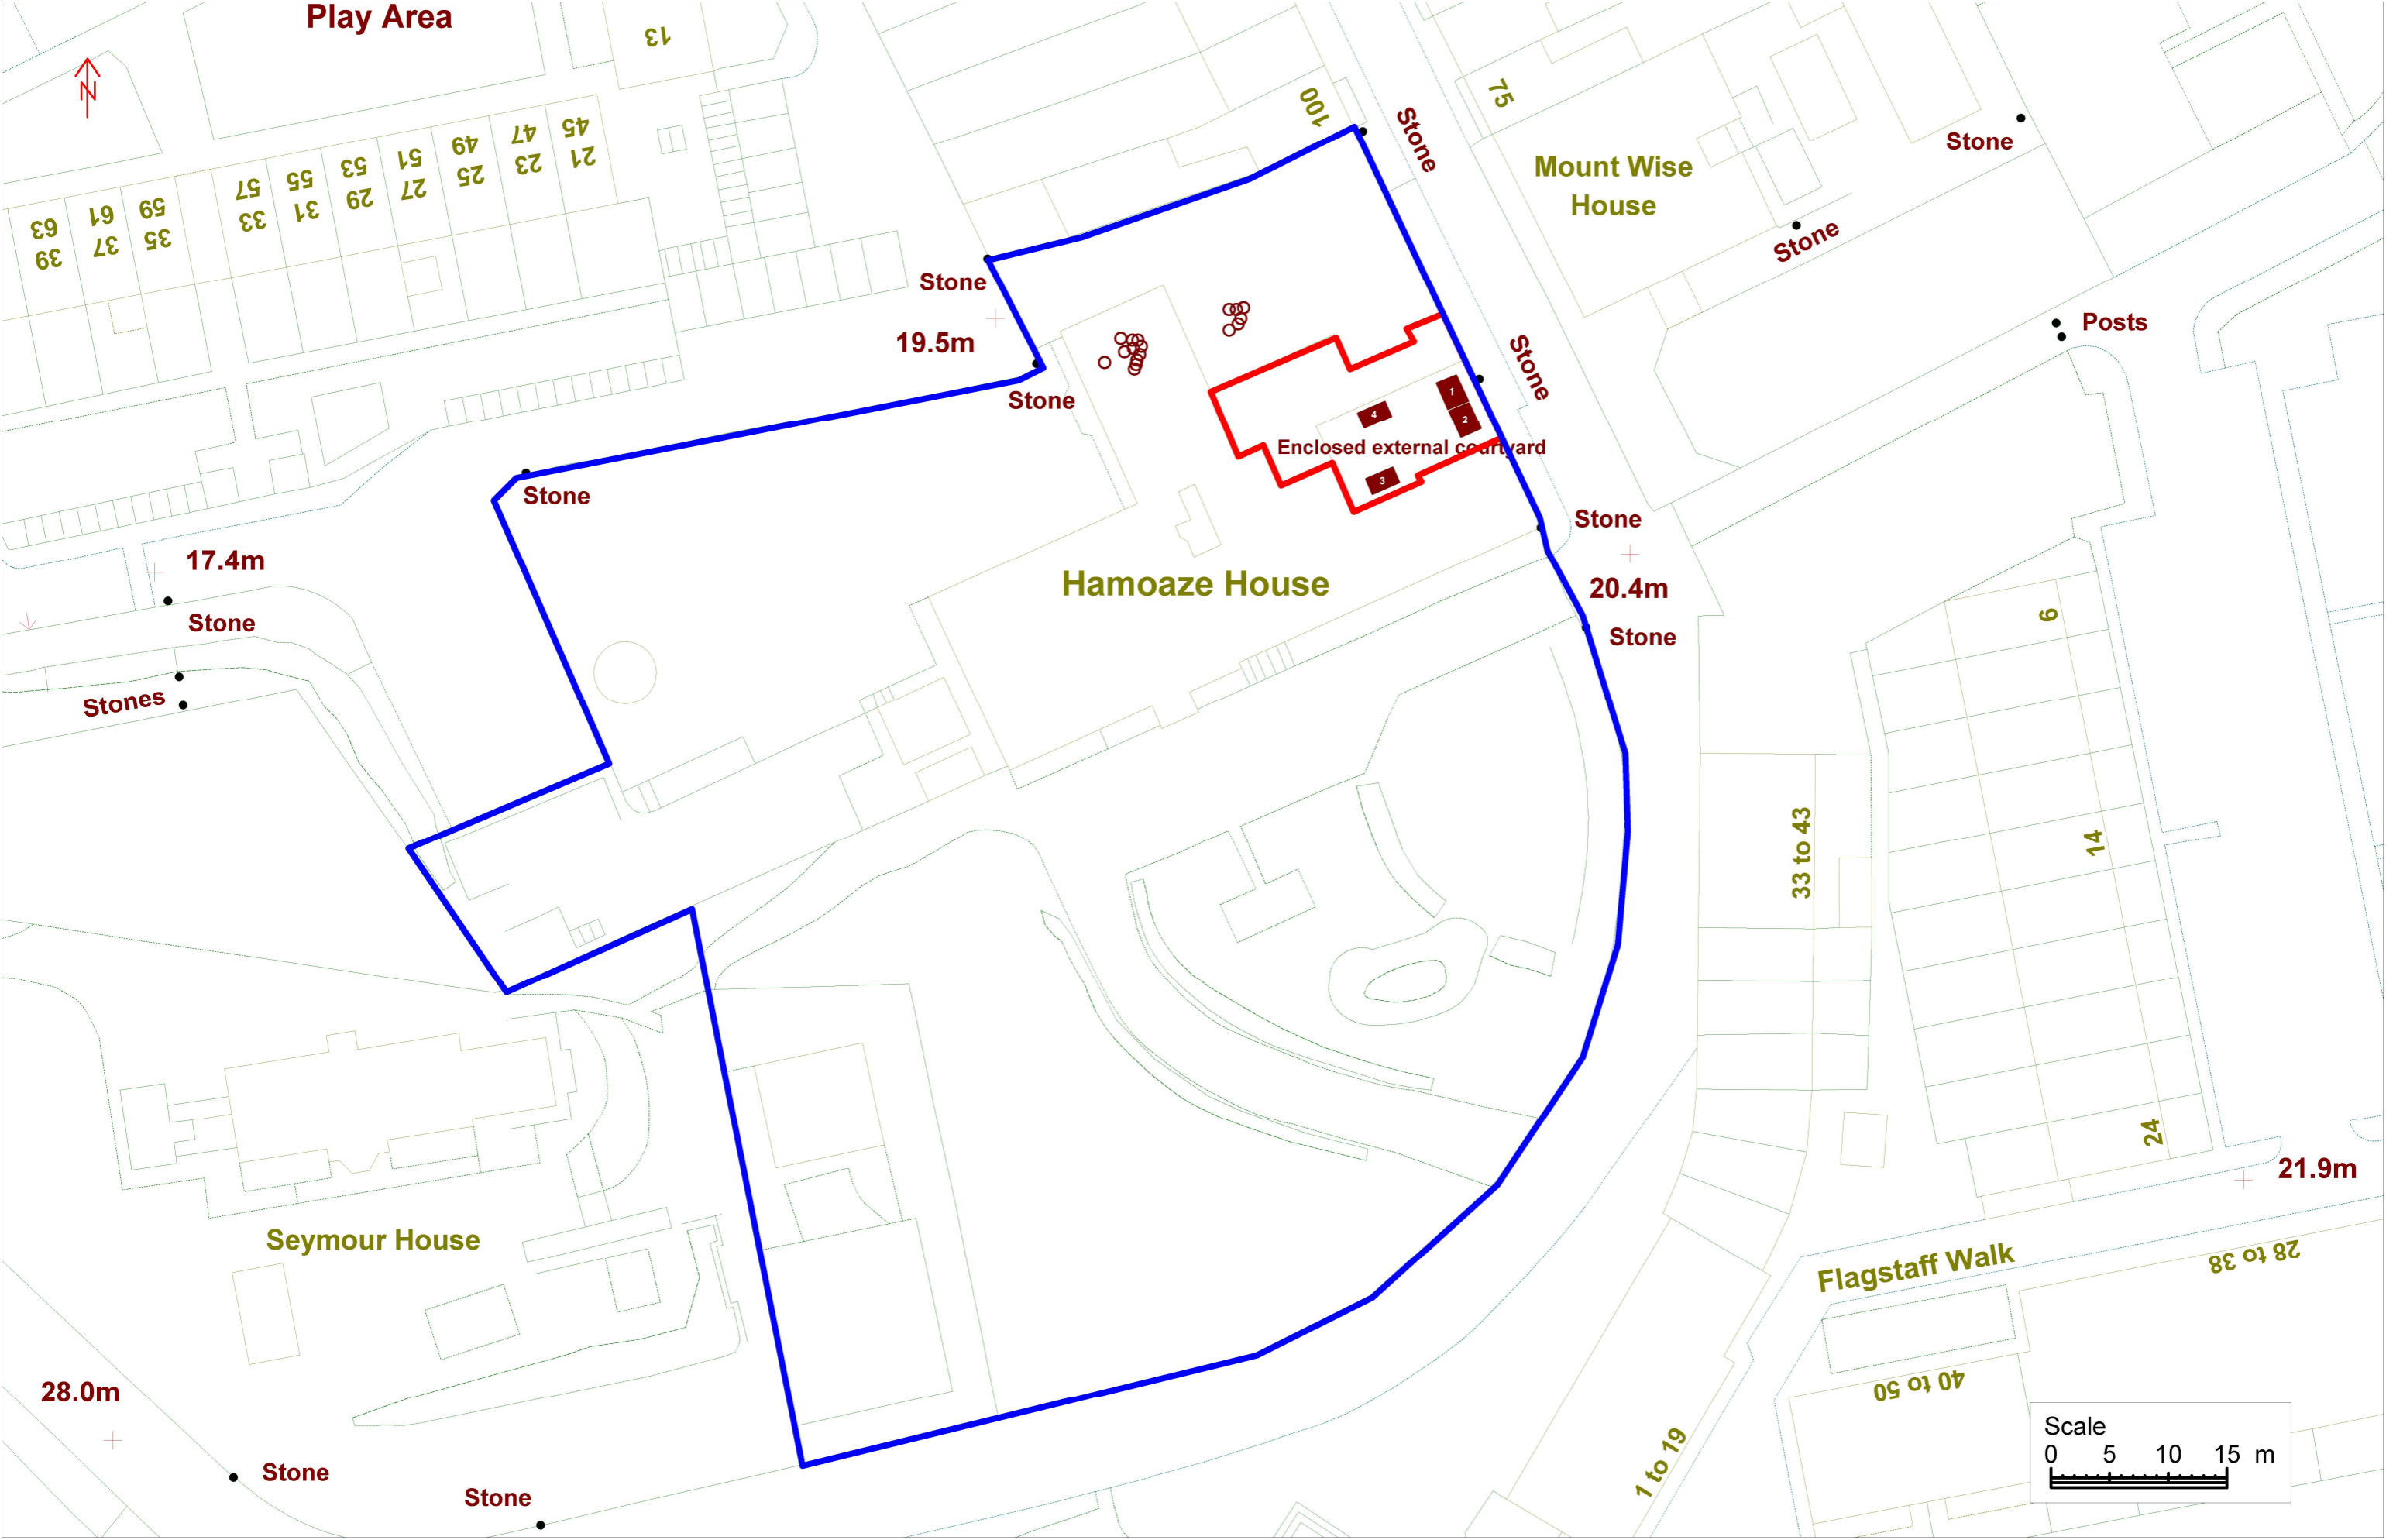 Play Area
13
N
45
21
47
23
49
25
51
27
53
29
55
31
57
33
59
35
61
37
63
39
100
75
Stone
Mount Wise
House
Stone
Stone
Stone
19.5m
Stone
Stone
Posts
1
2
4
Enclosed external courtyard
3
Stone
Stone
17.4m
Stone
Hamoaze House
20.4m
Stone
Stones
6
33 to 43
14
24
21.9m
Seymour House
Flagstaff Walk
28 to 38
40 to 50
28.0m
1 to 19
Stone
Stone
Scale
0 5 10 15 m